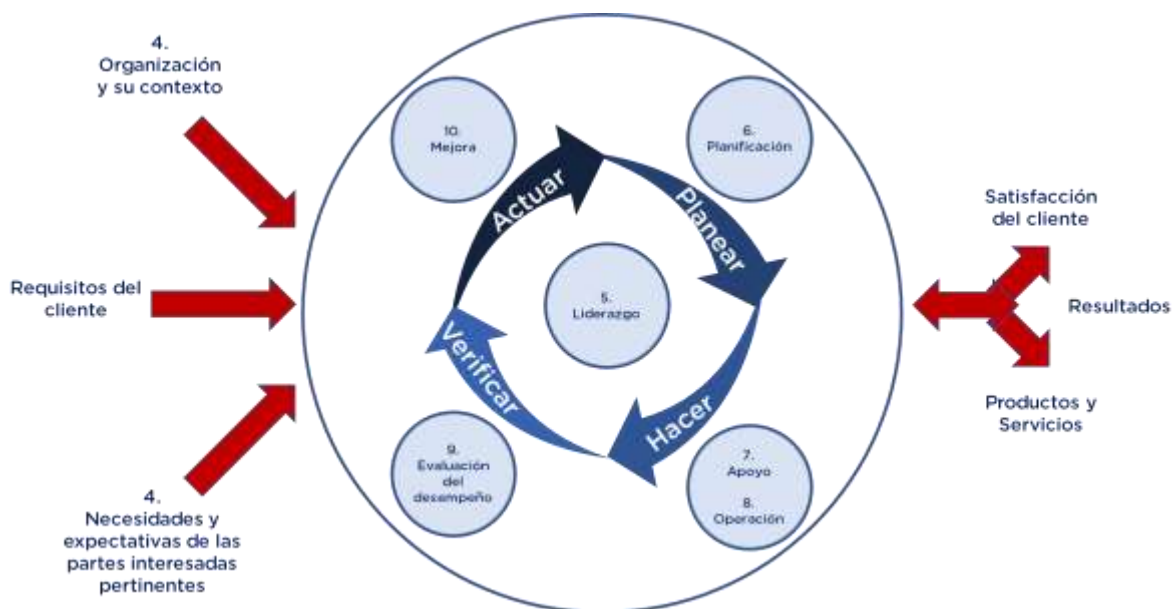 4.
Organización
y su contexto
Requisitos del
cliente
4.
Necesidades y
expectativas de las
partes interesadas
pertinentes
10.
Mejora
6.
Planificación
Actuar
Planear
5.
Liderazgo
Verificar
Hacer
9.
Evaluación
del
desempeño
7.
Apoyo
8.
Operación
Satisfacción
del cliente
Resultados
Productos y
Servicios